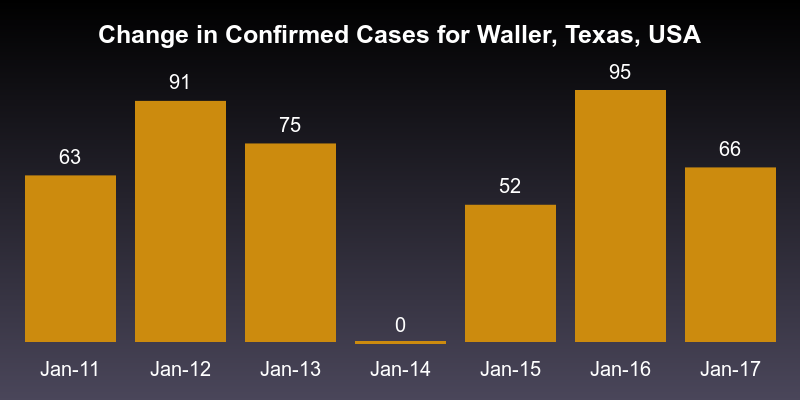 Change in Confirmed Cases for Waller, Texas, USA
63
91
75
0
52
95
66
Jan-11
Jan-12
Jan-13
Jan-14
Jan-15
Jan-16
Jan-17